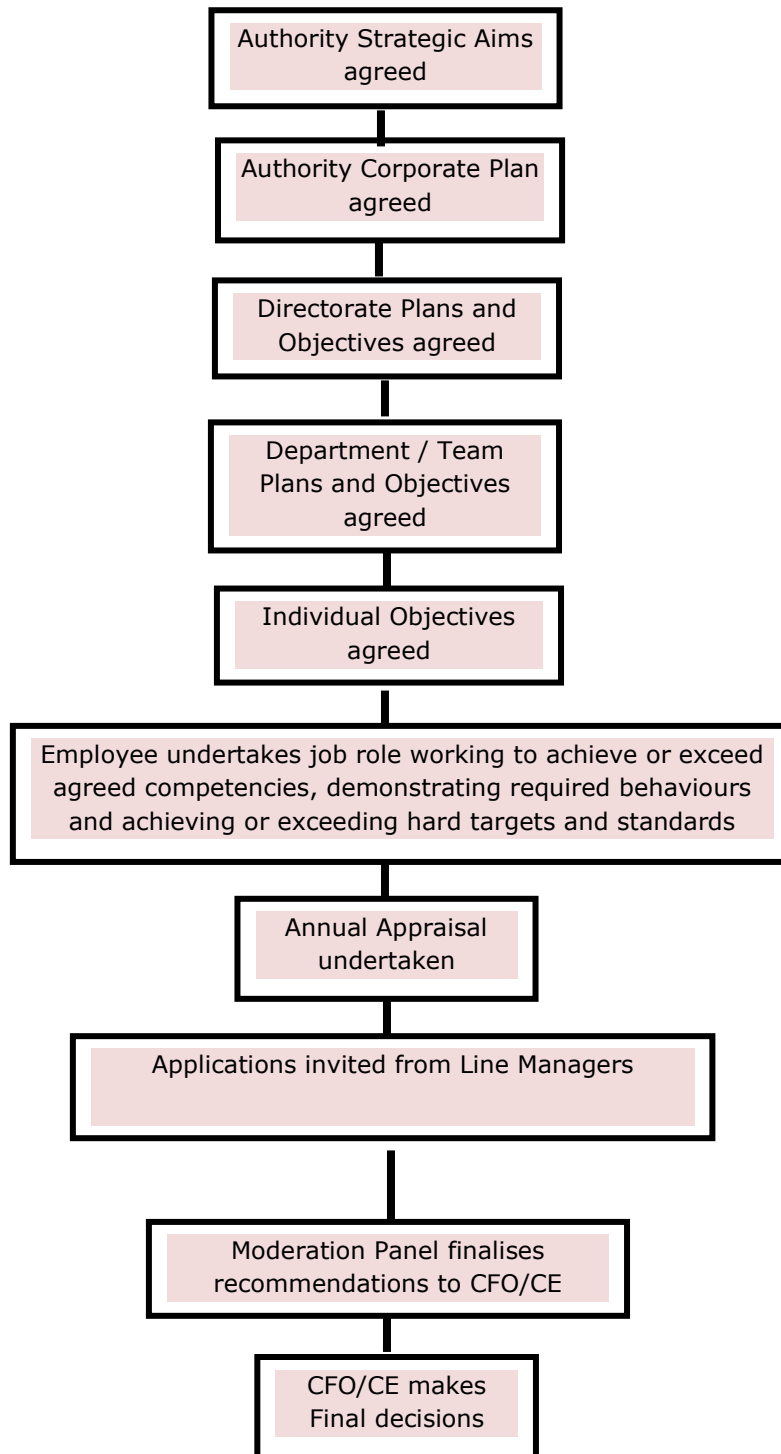 Authority Strategic Aims
agreed
Authority Corporate Plan
agreed
Directorate Plans and
Objectives agreed
Department / Team
Plans and Objectives
agreed
Individual Objectives
agreed
Employee undertakes job role working to achieve or exceed
agreed competencies, demonstrating required behaviours
and achieving or exceeding hard targets and standards
Annual Appraisal
undertaken
Applications invited from Line Managers
Moderation Panel finalises
recommendations to CFO/CE
CFO/CE makes
Final decisions